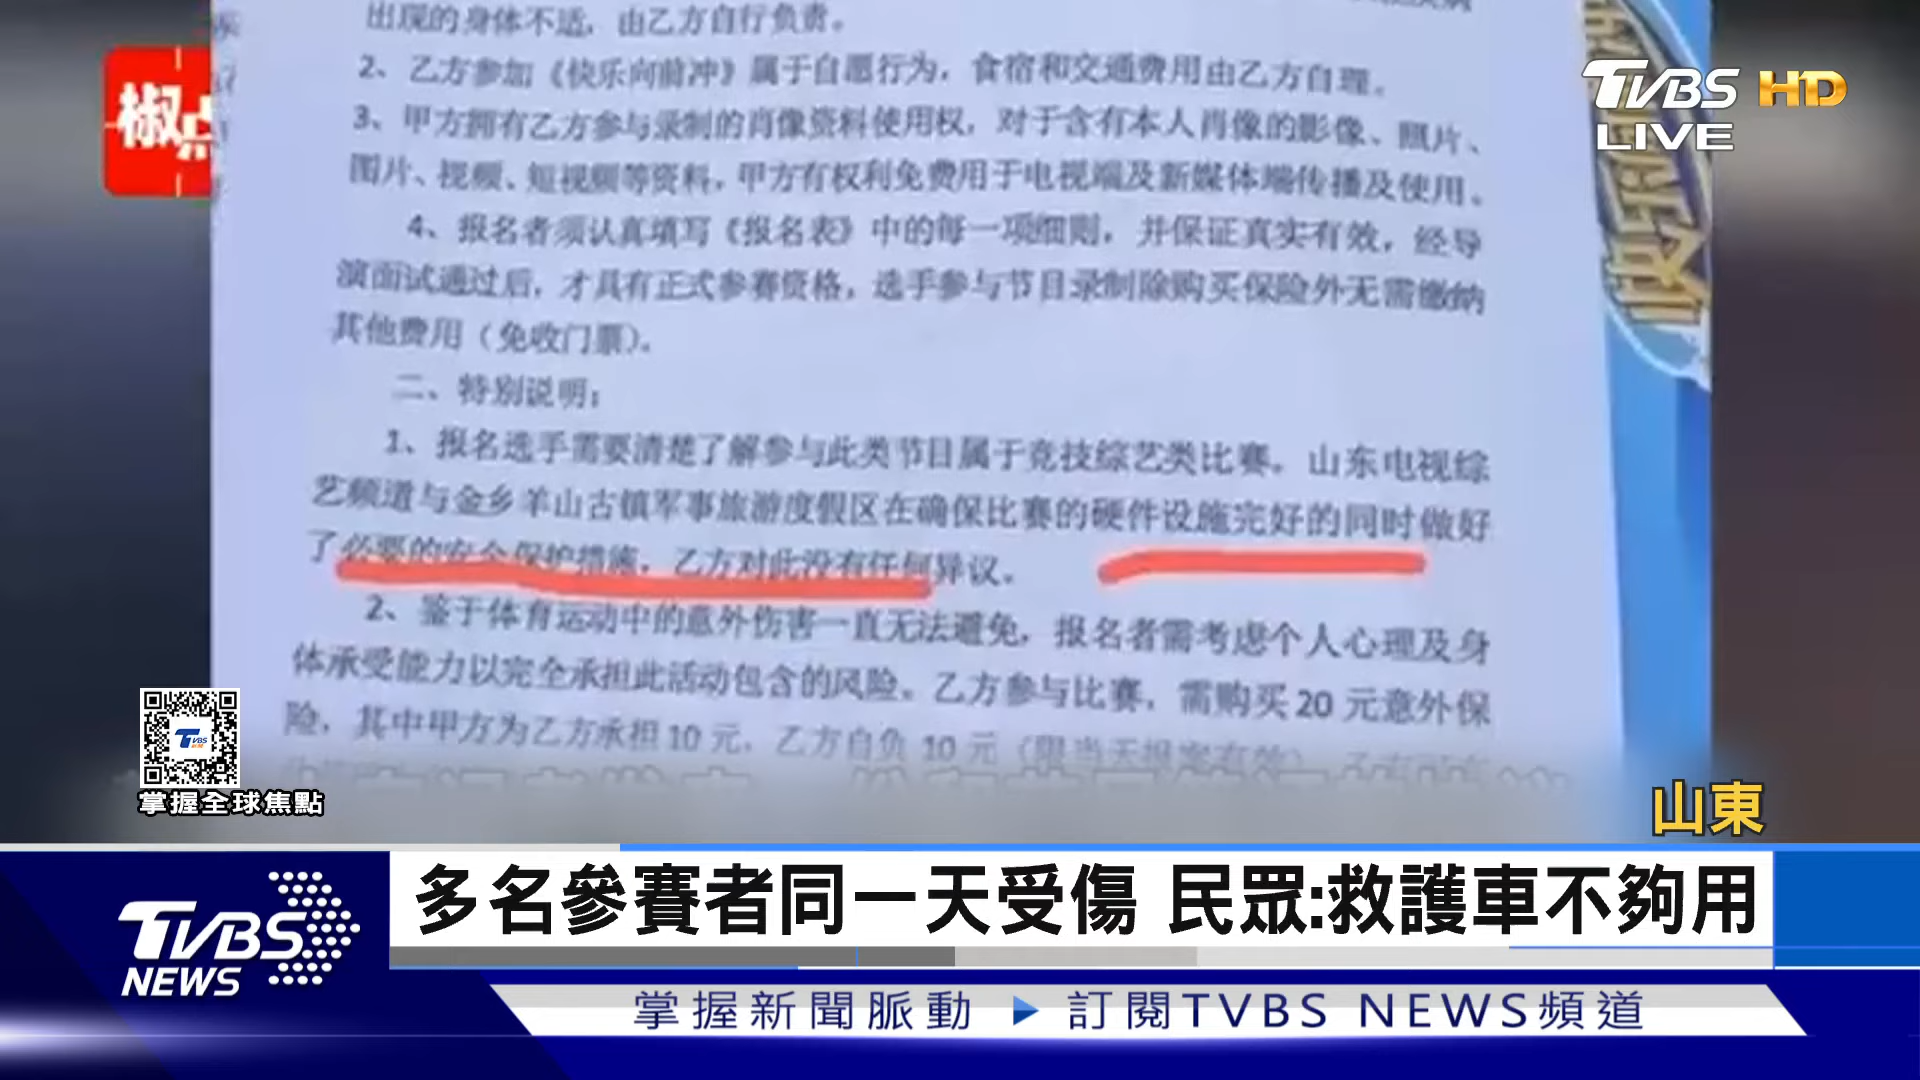 出现的身体不适，由乙方自行负责。
2、乙方参加《快乐向前冲》属于自愿行为，食宿和交通费用由乙方自理。
3、甲方拥有乙方参与录制的肖像资料使用权，对于含有本人肖像的影像、照片、
图片、视频、短视频等资料，甲方有权利免费用于电视端及新媒体端传播及使用。
4、报名者须认真填写《报名表》中的每一项细则，并保证真实有效，经导
演面试通过后，才具有正式参赛资格，选手参与节目录制除购买保险外无需缴纳
其他费用（免收门票）。
二、特别说明：
1、报名选手需要清楚了解参与此类节目属于竞技综艺类比赛。山东电视综
艺频道与金乡羊山古镇军事旅游度假区在确保比赛的硬件设施完好的同时做好
了必要的安全保护措施，乙方对此没有任何异议。
2、鉴于体育运动中的意外伤害一直无法避免，报名者需考虑个人心理及身
体承受能力以完全承担此活动包含的风险。乙方参与比赛，需购买20元意外保
险，其中甲方为乙方承担10元，乙方自负10元（限当天报案有效）
椒点
TVBS HD
LIVE
TVBS
掌握全球焦點
山東
多名參賽者同一天受傷 民眾:救護車不夠用
TVBS
NEWS
掌握新聞脈動 ▶ 訂閱TVBS NEWS頻道